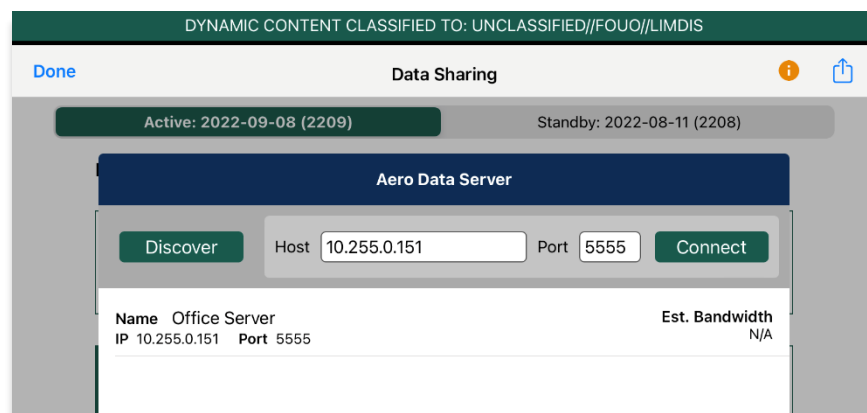 DYNAMIC CONTENT CLASSIFIED TO: UNCLASSIFIED//FOUO//LIMDIS
Done Data Sharing
Active: 2022-09-08 (2209) Standby: 2022-08-11 (2208)
Aero Data Server
Discover Host 10.255.0.151 Port 5555 Connect
Name Office Server Est. Bandwidth
IP 10.255.0.151 Port 5555 N/A